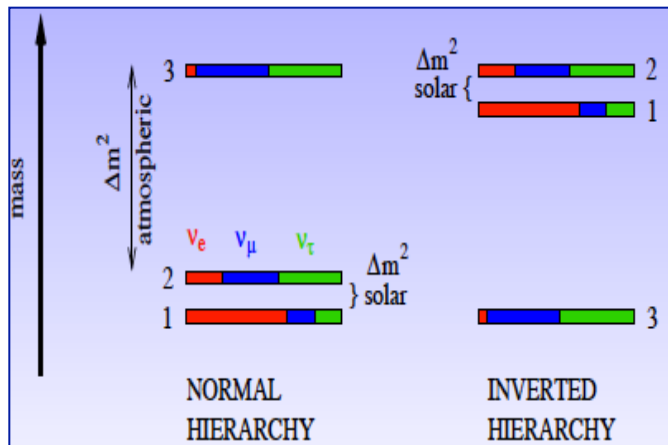 mass
3
Δm²
atmospheric
νe νμ ντ
2
1
Δm²
} solar
NORMAL
HIERARCHY
Δm²
solar {
2
1
3
INVERTED
HIERARCHY